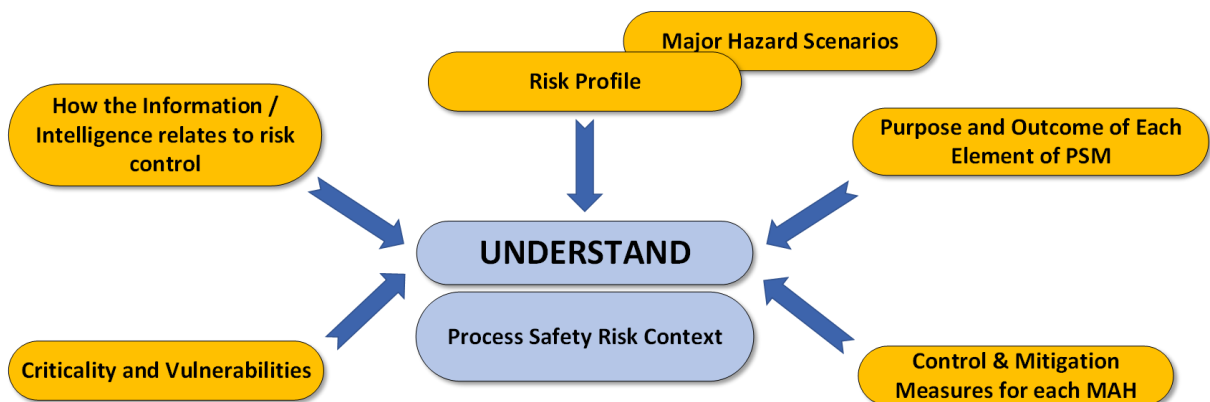 Major Hazard Scenarios
Risk Profile
How the Information /
Intelligence relates to risk
control
Purpose and Outcome of Each
Element of PSM
UNDERSTAND
Process Safety Risk Context
Criticality and Vulnerabilities
Control & Mitigation
Measures for each MAH